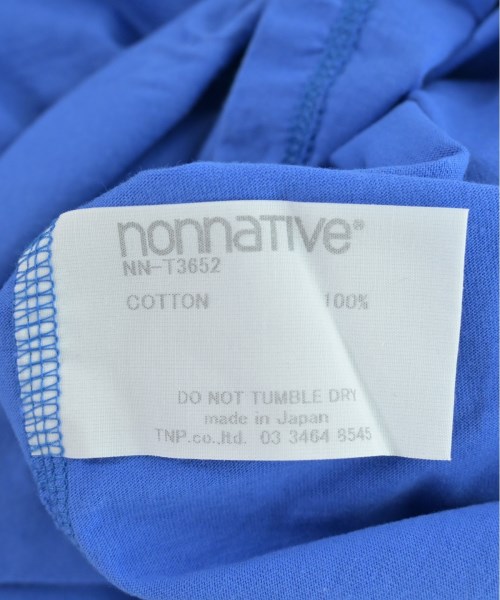 nonnative®
NN-T3652
COTTON 100%
DO NOT TUMBLE DRY
made in Japan
TNP.co.,ltd. 03 3464 8545